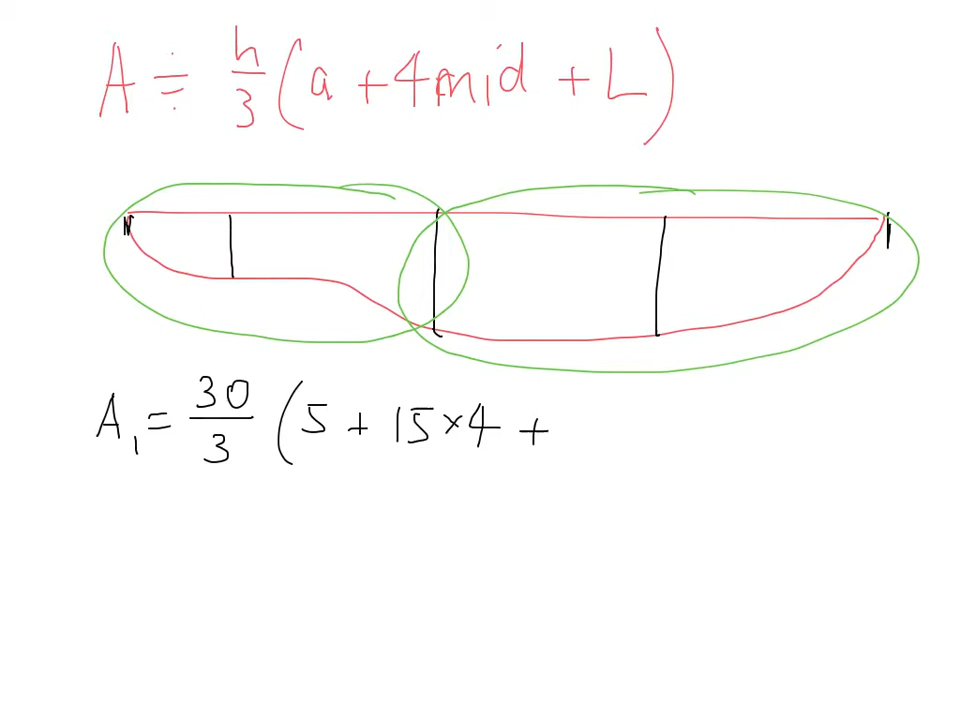 A ≑ h/3 (a + 4mid + L)
A₁ = 30/3 (5 + 15×4 +